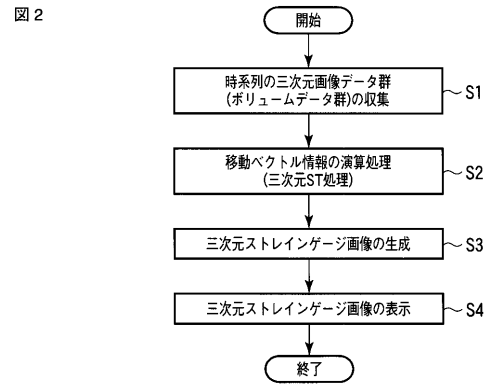 図2
開始
時系列の三次元画像データ群
(ボリュームデータ群)の収集
S1
移動ベクトル情報の演算処理
(三次元ST処理)
S2
三次元ストレインゲージ画像の生成
S3
三次元ストレインゲージ画像の表示
S4
終了